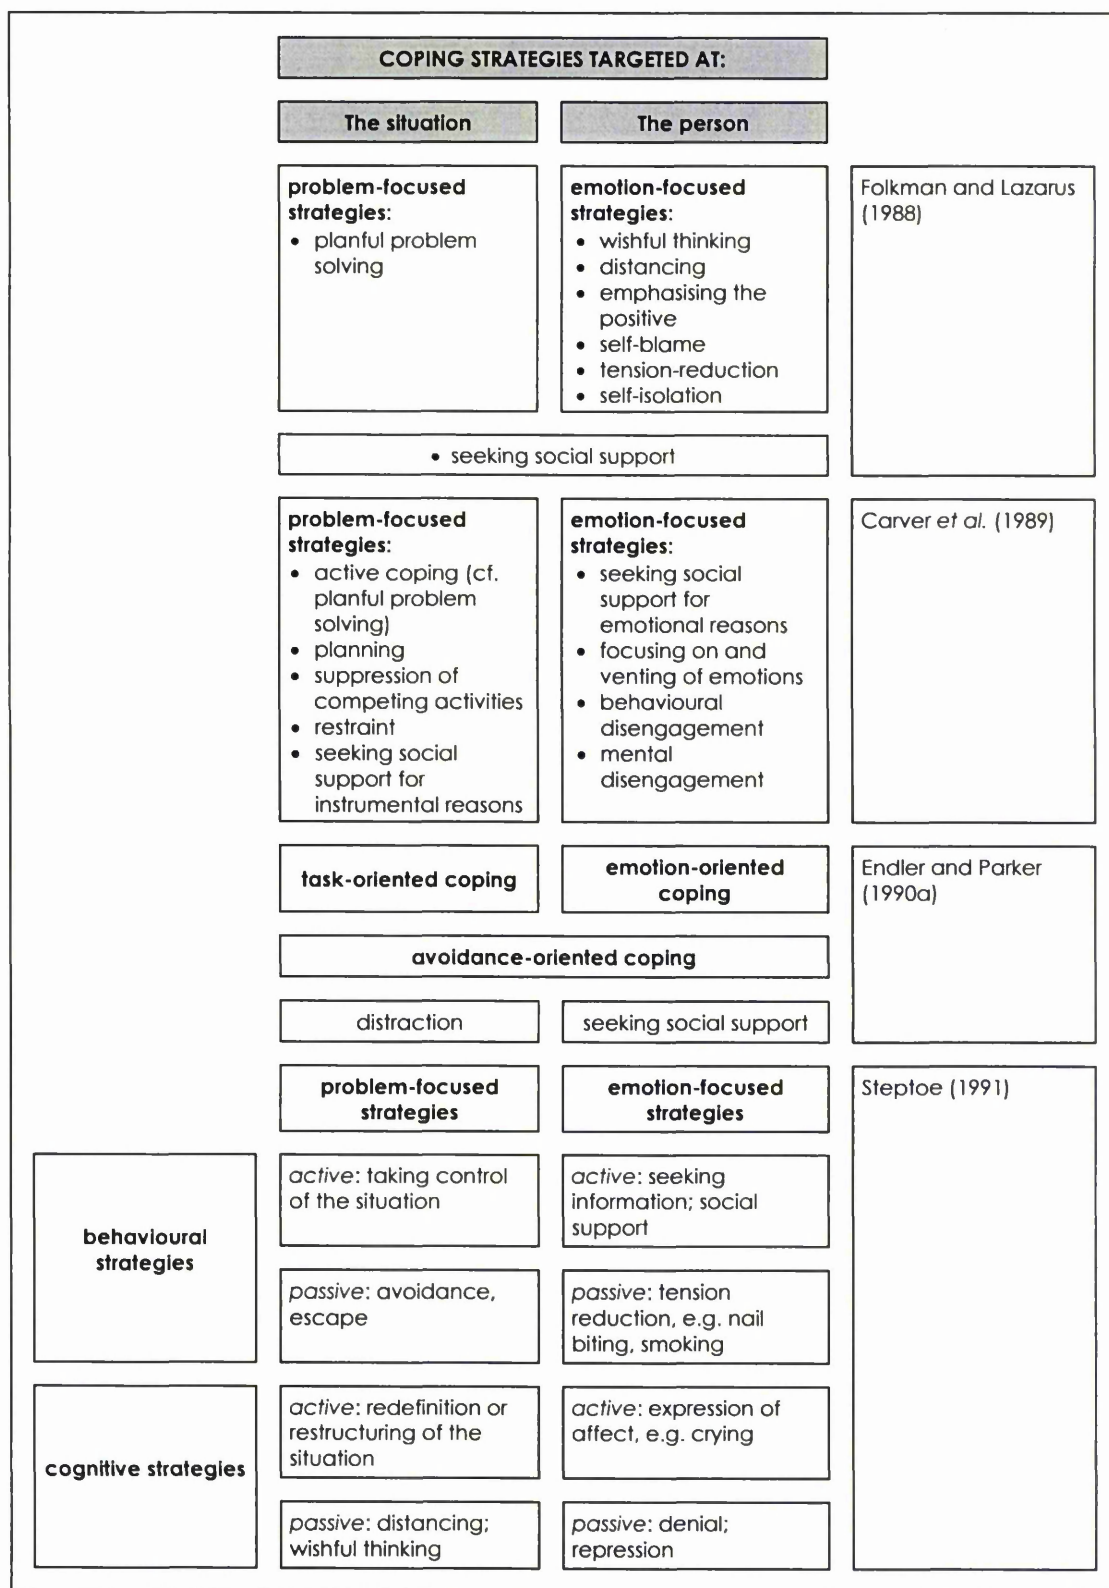 COPING STRATEGIES TARGETED AT:
The situation
The person
problem-focused
strategies:
• planful problem
solving
emotion-focused
strategies:
• wishful thinking
• distancing
• emphasising the
positive
• self-blame
• tension-reduction
• self-isolation
Folkman and Lazarus
(1988)
• seeking social support
problem-focused
strategies:
• active coping (cf.
planful problem
solving)
• planning
• suppression of
competing activities
• restraint
• seeking social
support for
instrumental reasons
emotion-focused
strategies:
• seeking social
support for
emotional reasons
• focusing on and
venting of emotions
• behavioural
disengagement
• mental
disengagement
Carver et al. (1989)
task-oriented coping
emotion-oriented
coping
Endler and Parker
(1990a)
avoidance-oriented coping
distraction
seeking social support
problem-focused
strategies
emotion-focused
strategies
Steptoe (1991)
behavioural
strategies
active: taking control
of the situation
active: seeking
information; social
support
passive: avoidance,
escape
passive: tension
reduction, e.g. nail
biting, smoking
cognitive strategies
active: redefinition or
restructuring of the
situation
active: expression of
affect, e.g. crying
passive: distancing;
wishful thinking
passive: denial;
repression